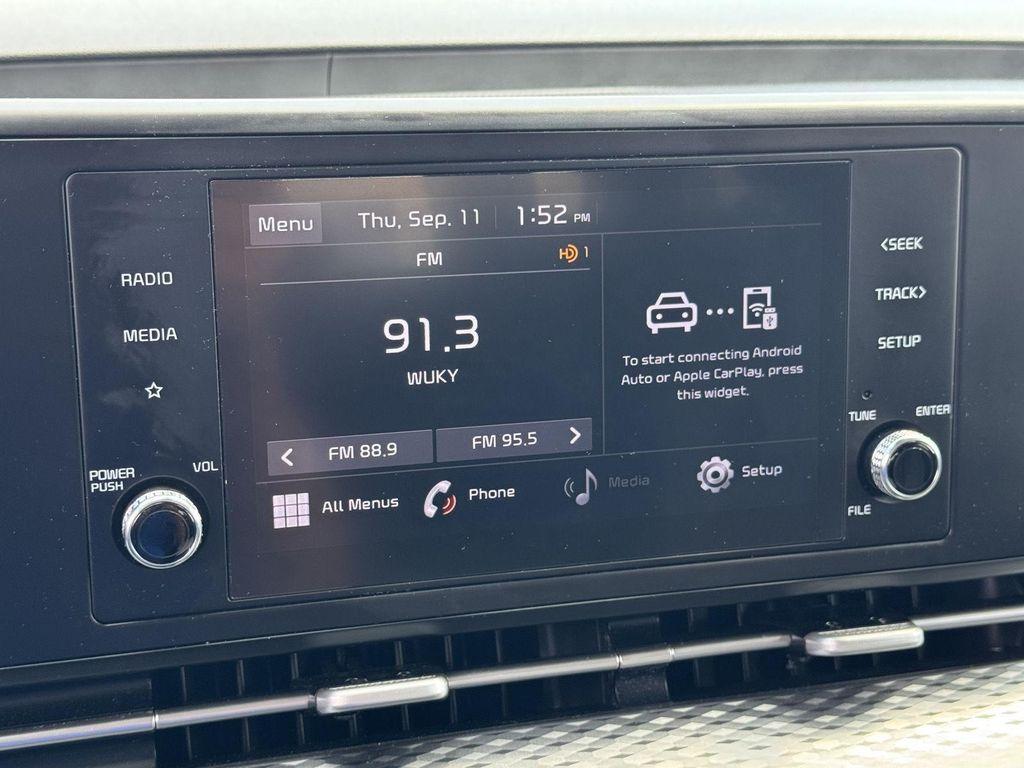 Menu Thu, Sep. 11 1:52 PM
FM HD 1
91.3
WUKY
< FM 88.9 FM 95.5 >
To start connecting Android
Auto or Apple CarPlay, press
this widget.
All Menus Phone Media Setup
RADIO
MEDIA
POWER
PUSH
VOL
<SEEK
TRACK>
SETUP
TUNE ENTER
FILE